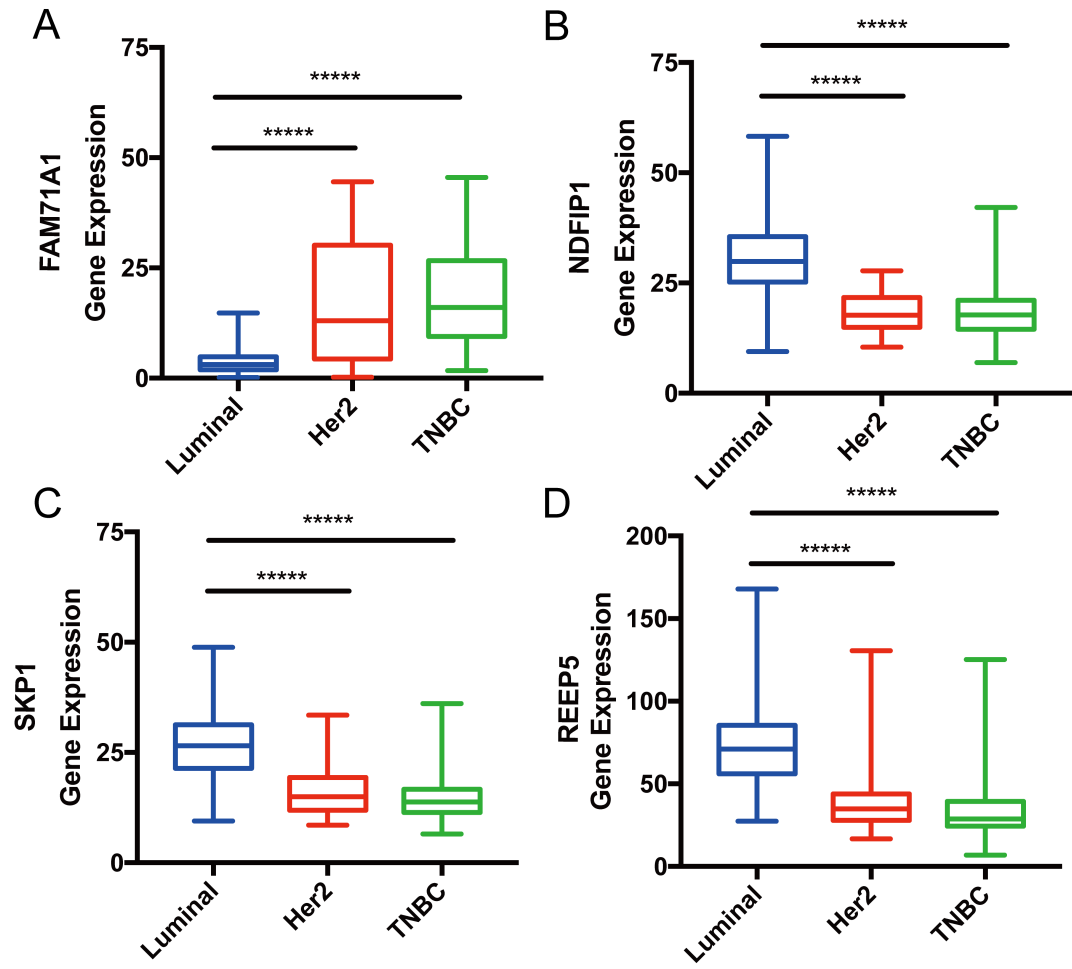 A
FAM71A1
Gene Expression
75
50
25
0
*****
*****
Luminal
Her2
TNBC
B
NDFIP1
Gene Expression
75
50
25
0
*****
*****
Luminal
Her2
TNBC
C
SKP1
Gene Expression
75
50
25
0
*****
*****
Luminal
Her2
TNBC
D
REEP5
Gene Expression
200
150
100
50
0
*****
*****
Luminal
Her2
TNBC